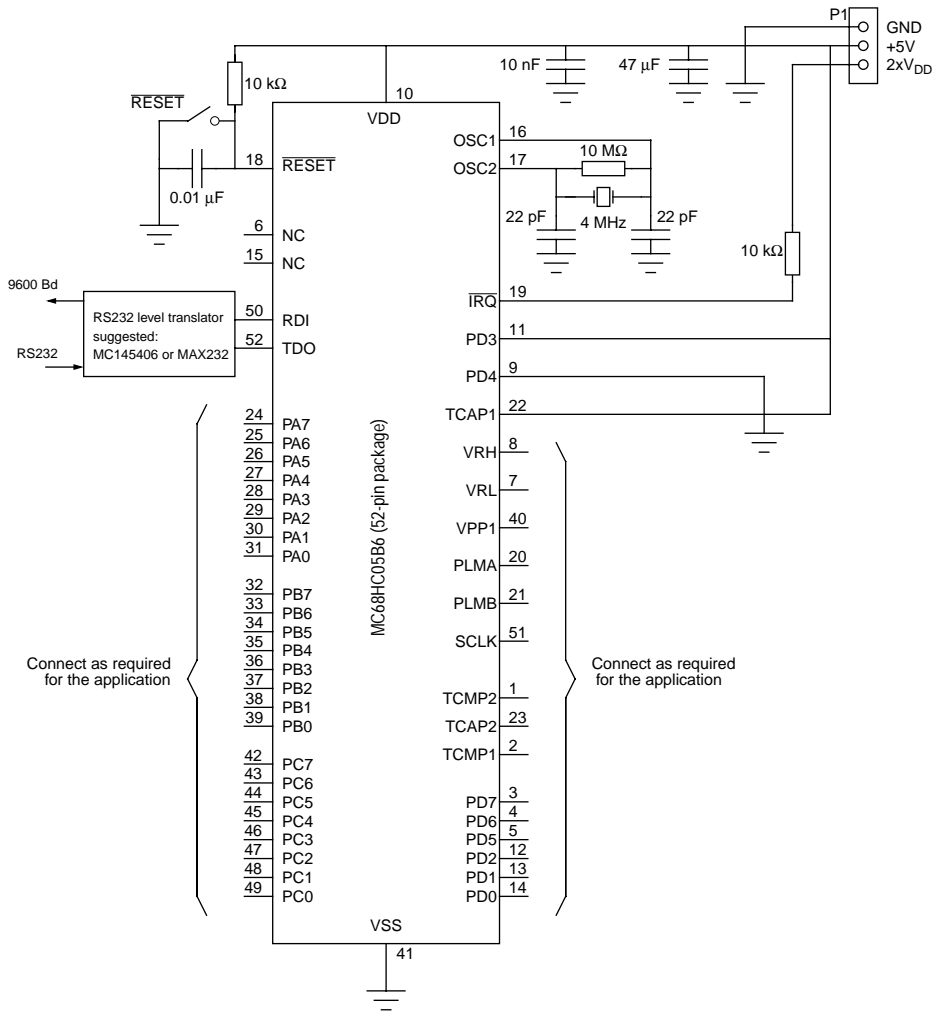 P1
GND
+5V
2xVDD
10 nF
47 µF
10 kΩ
RESET
10
VDD
18
RESET
0.01 µF
6
NC
15
NC
9600 Bd
RS232 level translator
suggested:
MC145406 or MAX232
RS232
50
RDI
52
TDO
OSC1
16
OSC2
17
10 MΩ
22 pF
4 MHz
22 pF
10 kΩ
IRQ
19
PD3
11
PD4
9
TCAP1
22
MC68HC05B6 (52-pin package)
24
PA7
25
PA6
26
PA5
27
PA4
28
PA3
29
PA2
30
PA1
31
PA0
32
PB7
33
PB6
34
PB5
35
PB4
36
PB3
37
PB2
38
PB1
39
PB0
42
PC7
43
PC6
44
PC5
45
PC4
46
PC3
47
PC2
48
PC1
49
PC0
Connect as required
for the application
VRH
8
VRL
7
VPP1
40
PLMA
20
PLMB
21
SCLK
51
TCMP2
1
TCAP2
23
TCMP1
2
PD7
3
PD6
4
PD5
5
PD2
12
PD1
13
PD0
14
Connect as required
for the application
VSS
41